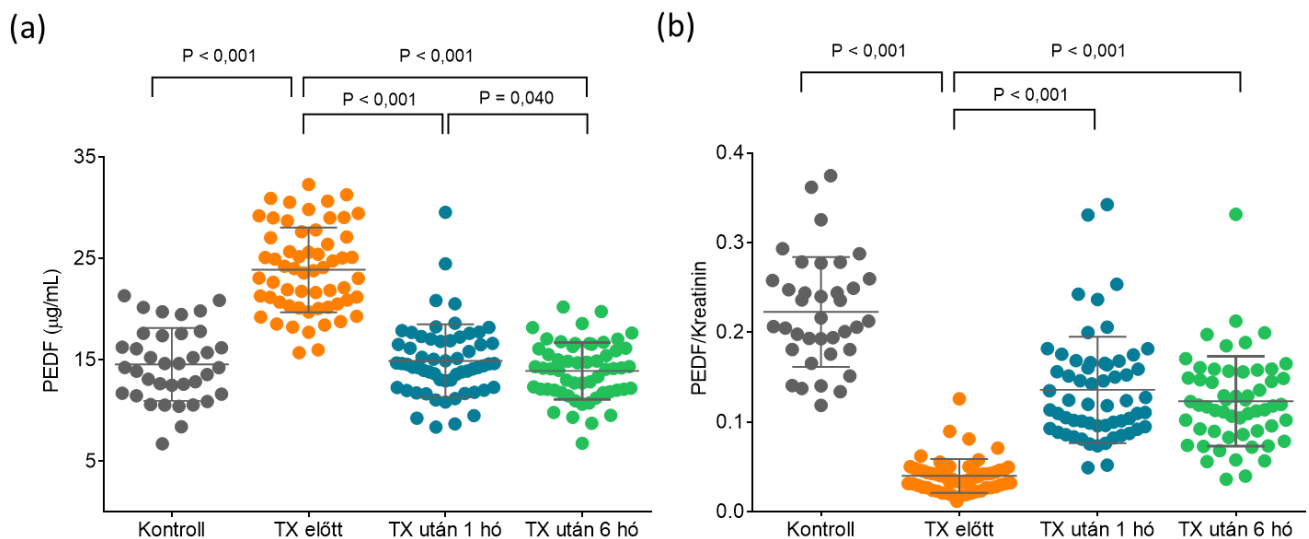 (a)
P < 0,001
P < 0,001
P < 0,001
P = 0,040
PEDF (µg/mL)
35
25
15
5
Kontroll
TX előtt
TX után 1 hó
TX után 6 hó
(b)
P < 0,001
P < 0,001
P < 0,001
PEDF/Kreatinin
0.4
0.3
0.2
0.1
0.0
Kontroll
TX előtt
TX után 1 hó
TX után 6 hó